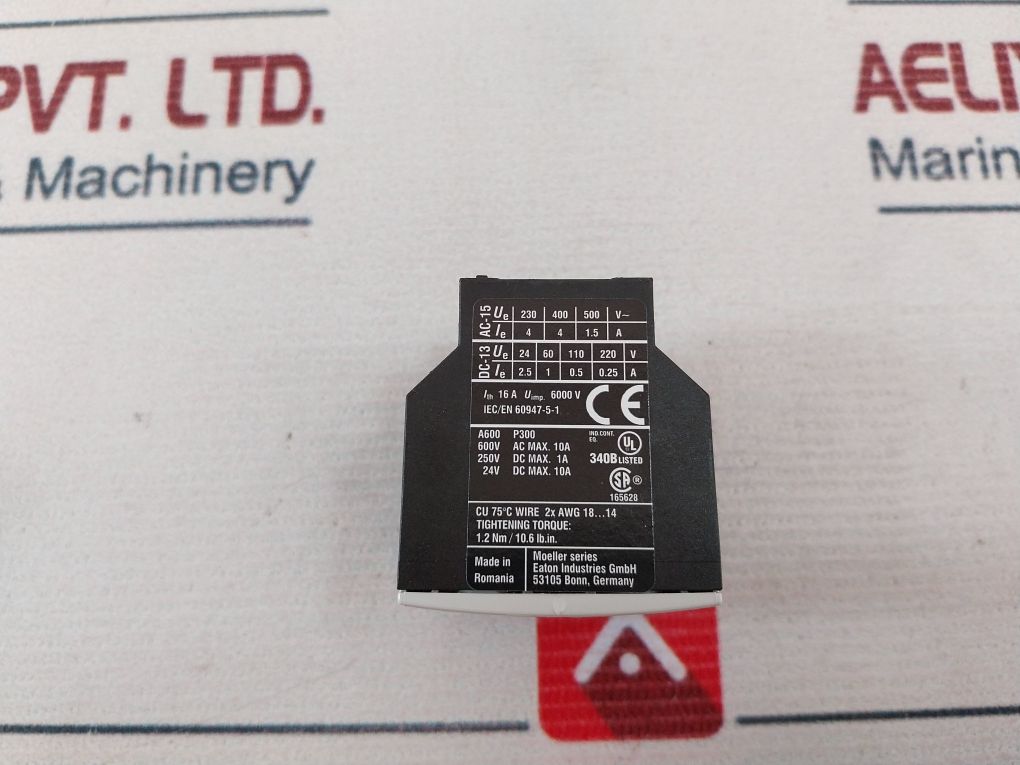 PVT. LTD.
& Machinery
AELI
Marin
AC-15 Ue 230 400 500 V~
Ie 4 4 1.5 A
DC-13 Ue 24 60 110 220 V
Ie 2.5 1 0.5 0.25 A
Ith 16 A Uimp. 6000 V
IEC/EN 60947-5-1
CE
A600 P300
600V AC MAX. 10A
250V DC MAX. 1A
24V DC MAX. 10A
IND.CONT.
EQ.
UL
340B LISTED
SA ®
165628
CU 75°C WIRE 2x AWG 18...14
TIGHTENING TORQUE:
1.2 Nm / 10.6 lb.in.
Made in
Romania
Moeller series
Eaton Industries GmbH
53105 Bonn, Germany